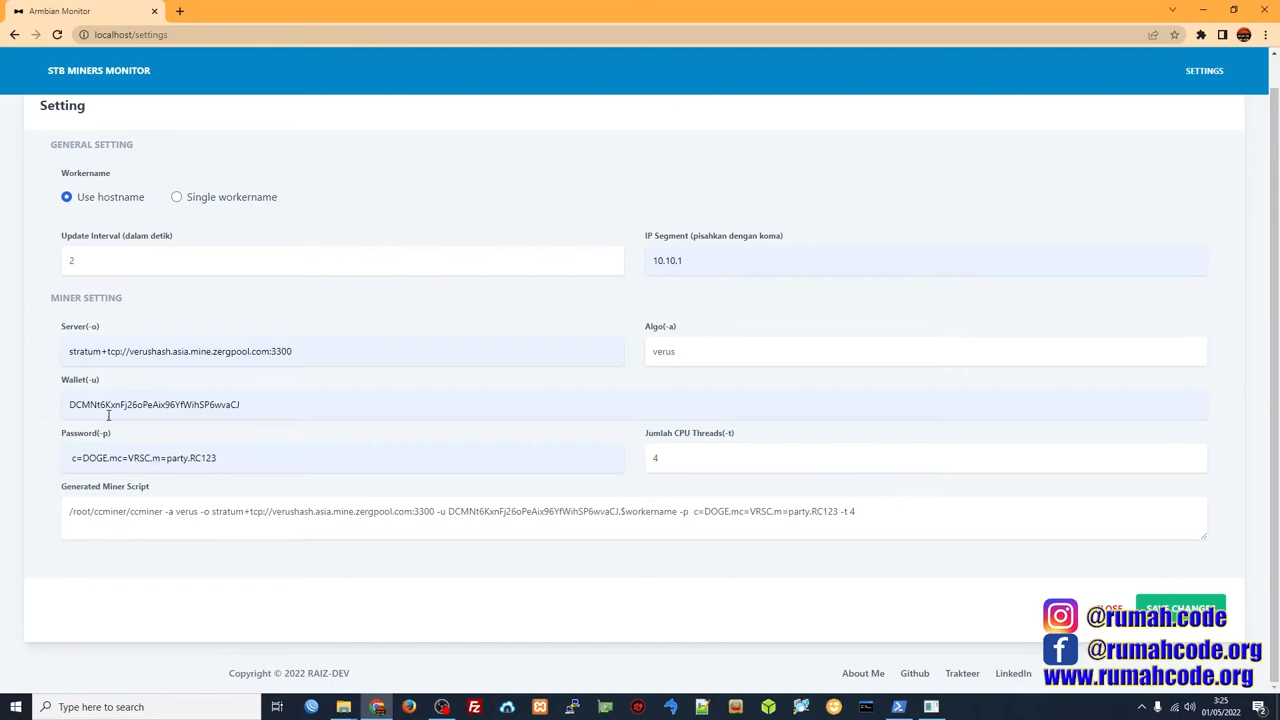 Armbian Monitor
localhost/settings
STB MINERS MONITOR
SETTINGS
Setting
GENERAL SETTING
Workername
Use hostname
Single workername
Update Interval (dalam detik)
IP Segment (pisahkan dengan koma)
2
10.10.1
MINER SETTING
Server(-o)
Algo(-a)
stratum+tcp://verushash.asia.mine.zergpool.com:3300
verus
Wallet(-u)
DCMNt6KxnFj26oPeAix96YfWihSP6wvaCJ
Password(-p)
Jumlah CPU Threads(-t)
c=DOGE,mc=VRSC,m=party.RC123
4
Generated Miner Script
/root/ccminer/ccminer -a verus -o stratum+tcp://verushash.asia.mine.zergpool.com:3300 -u DCMNt6KxnFj26oPeAix96YfWihSP6wvaCJ.$workername -p c=DOGE,mc=VRSC,m=party.RC123 -t 4
@rumah.code
@rumahcode.org
www.rumahcode.org
Copyright © 2022 RAIZ-DEV
About Me
Github
Trakteer
LinkedIn
Type here to search
3:25
01/05/2022